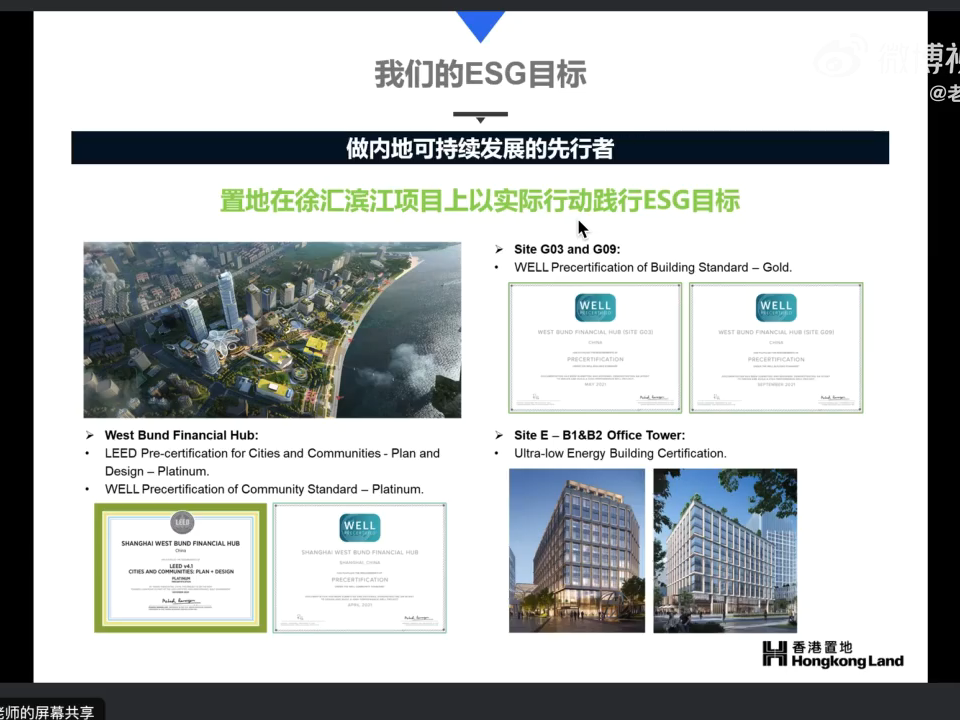 微博视
@老
我们的ESG目标
做内地可持续发展的先行者
置地在徐汇滨江项目上以实际行动践行ESG目标
➢ West Bund Financial Hub:
• LEED Pre-certification for Cities and Communities - Plan and
Design – Platinum.
• WELL Precertification of Community Standard – Platinum.
LEED
SHANGHAI WEST BUND FINANCIAL HUB
China
LEED v4.1
CITIES AND COMMUNITIES: PLAN + DESIGN
PLATINUM
WELL
SHANGHAI WEST BUND FINANCIAL HUB
SHANGHAI, CHINA
PRECERTIFICATION
APRIL 2021
➢ Site G03 and G09:
• WELL Precertification of Building Standard – Gold.
WELL
WEST BUND FINANCIAL HUB (SITE G03)
CHINA
PRECERTIFICATION
MAY 2021
WELL
WEST BUND FINANCIAL HUB (SITE G09)
CHINA
PRECERTIFICATION
SEPTEMBER 2021
➢ Site E – B1&B2 Office Tower:
• Ultra-low Energy Building Certification.
香港置地
Hongkong Land
老师的屏幕共享